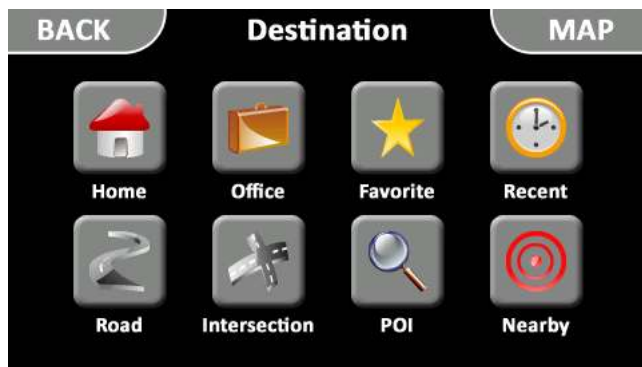 BACK Destination MAP
Home Office Favorite Recent
Road Intersection POI Nearby